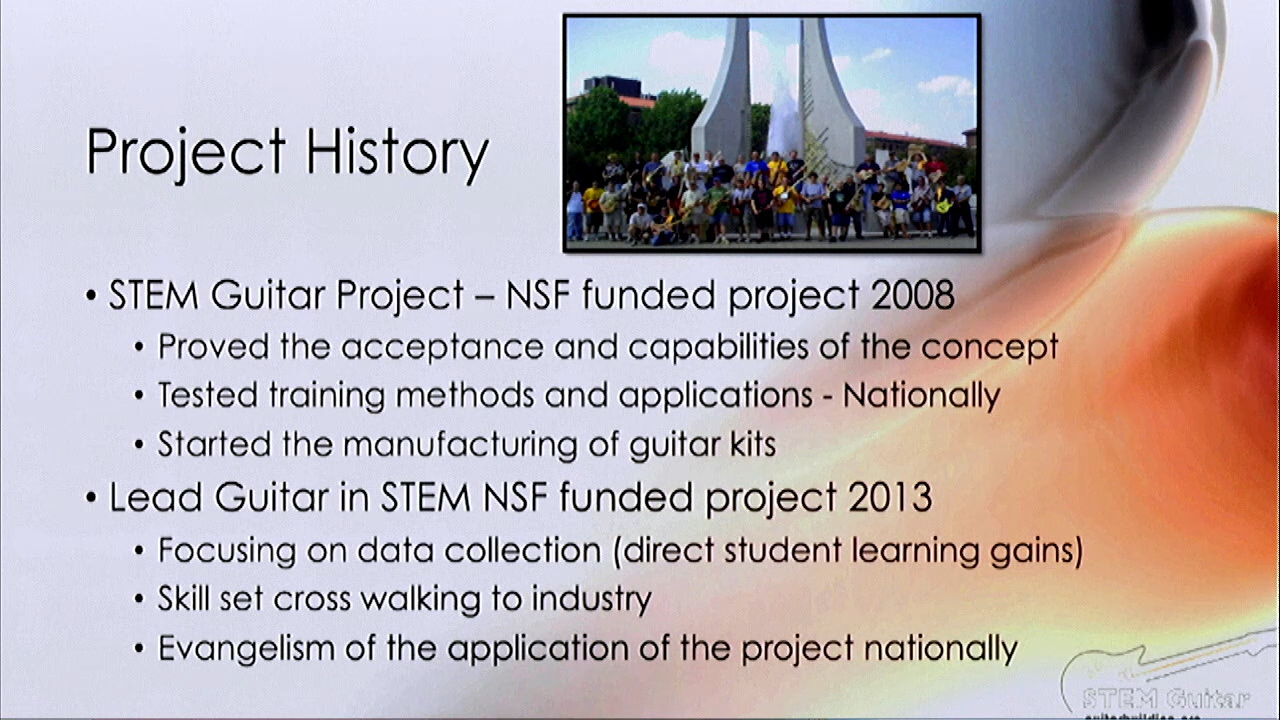 Project History
• STEM Guitar Project – NSF funded project 2008
• Proved the acceptance and capabilities of the concept
• Tested training methods and applications - Nationally
• Started the manufacturing of guitar kits
• Lead Guitar in STEM NSF funded project 2013
• Focusing on data collection (direct student learning gains)
• Skill set cross walking to industry
• Evangelism of the application of the project nationally
STEM Guitar